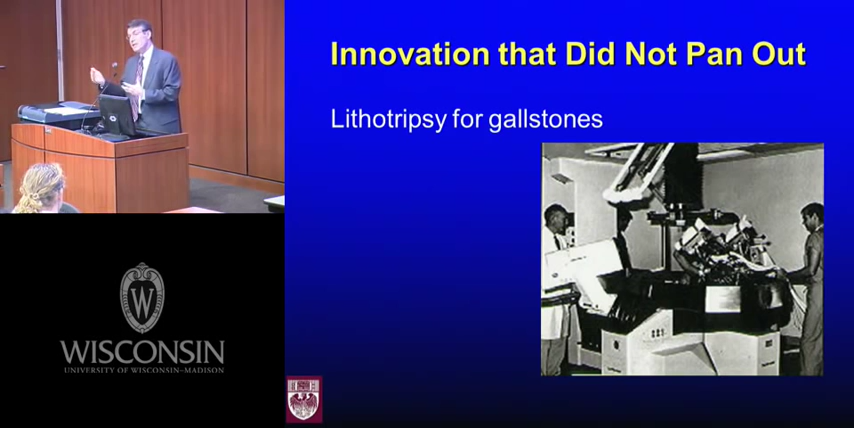 Innovation that Did Not Pan Out
Lithotripsy for gallstones
W
WISCONSIN
UNIVERSITY OF WISCONSIN–MADISON